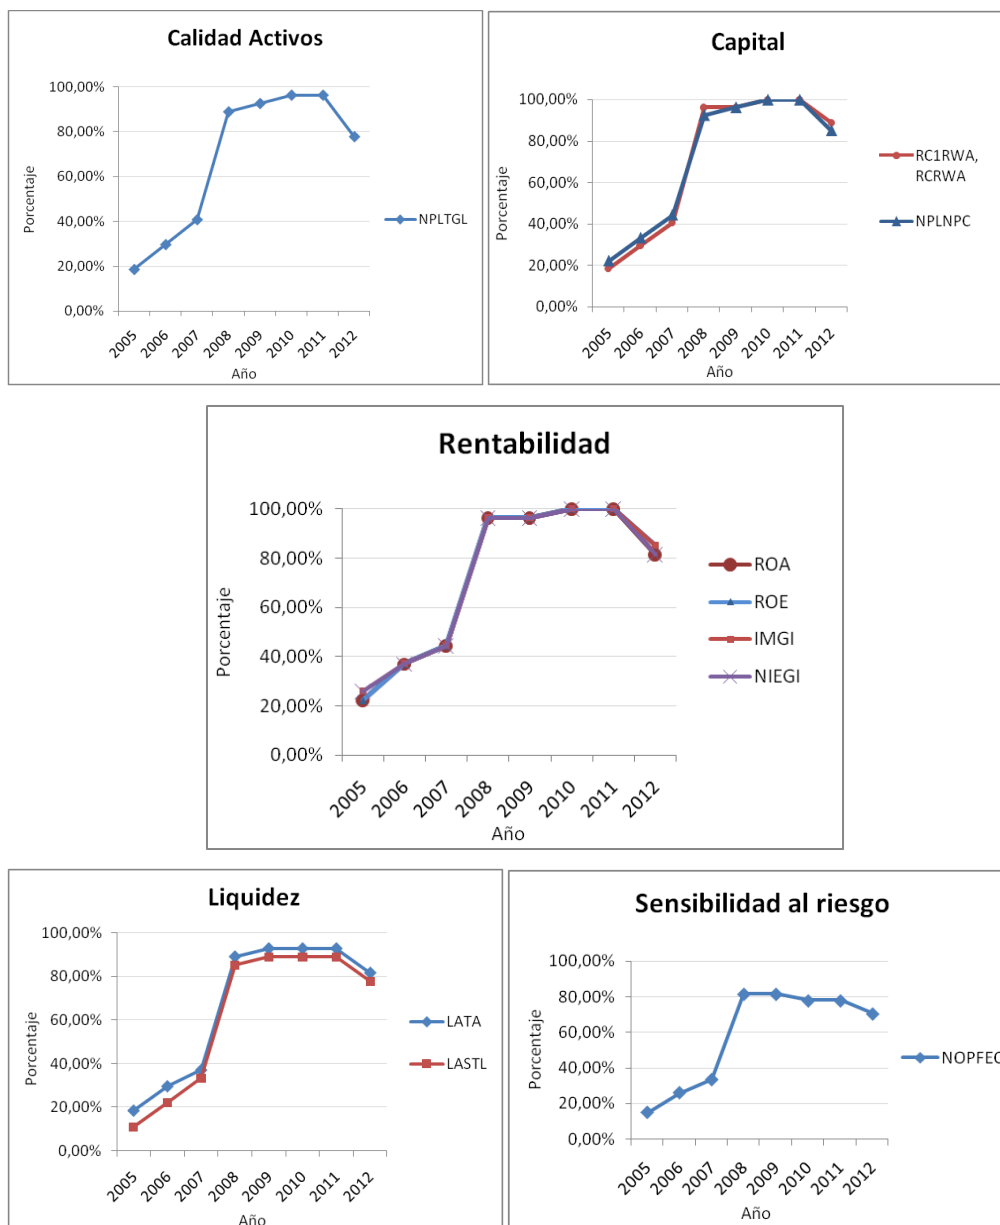 Calidad Activos
100,00%
80,00%
60,00%
40,00%
20,00%
0,00%
Porcentaje
2005
2006
2007
2008
2009
2010
2011
2012
Año
NPLTGL
Capital
100,00%
80,00%
60,00%
40,00%
20,00%
0,00%
Porcentaje
2005
2006
2007
2008
2009
2010
2011
2012
Año
RC1RWA,
RCRWA
NPLNPC
Rentabilidad
100,00%
80,00%
60,00%
40,00%
20,00%
0,00%
Porcentaje
2005
2006
2007
2008
2009
2010
2011
2012
Año
ROA
ROE
IMGI
NIEGI
Liquidez
100,00%
80,00%
60,00%
40,00%
20,00%
0,00%
Porcentaje
2005
2006
2007
2008
2009
2010
2011
2012
Año
LATA
LASTL
Sensibilidad al riesgo
100,00%
80,00%
60,00%
40,00%
20,00%
0,00%
Porcentaje
2005
2006
2007
2008
2009
2010
2011
2012
Año
NOPFEC